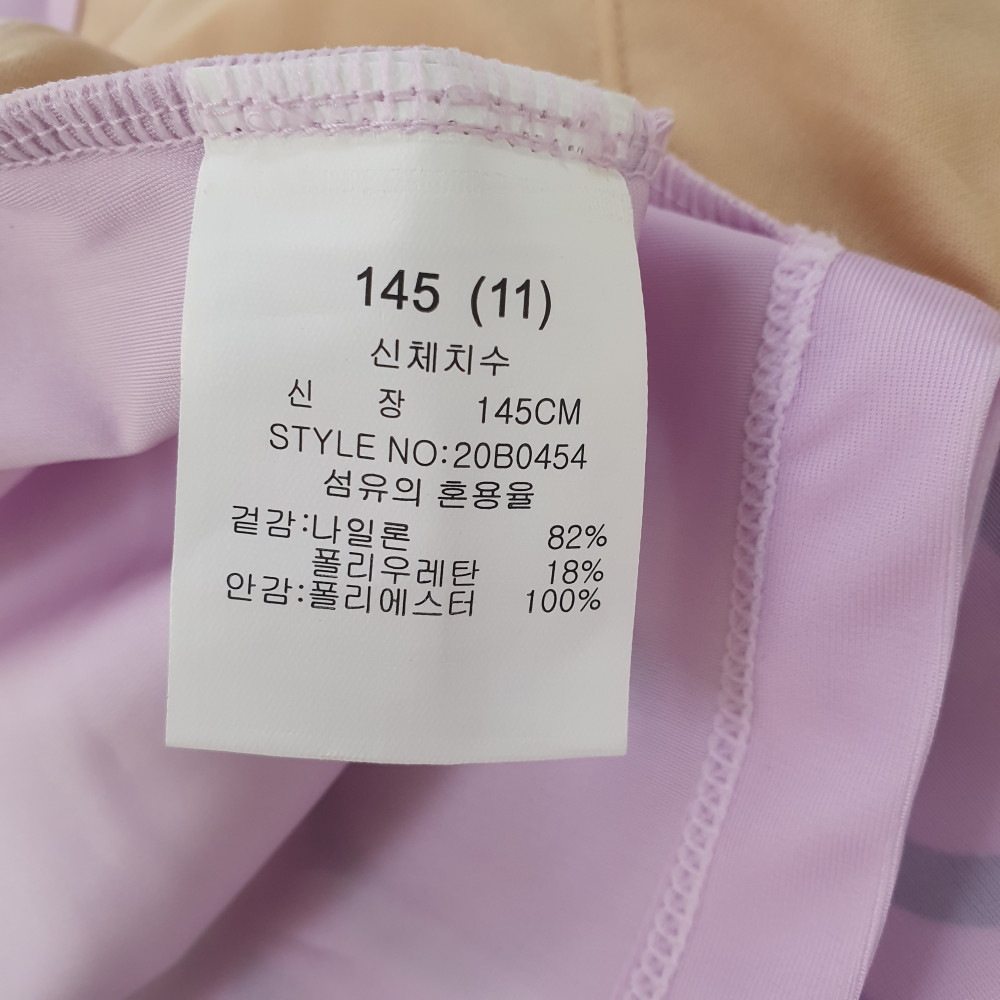 145 (11)
신체치수
신 장 145CM
STYLE NO:20B0454
섬유의 혼용율
겉감:나일론 82%
폴리우레탄 18%
안감:폴리에스터 100%